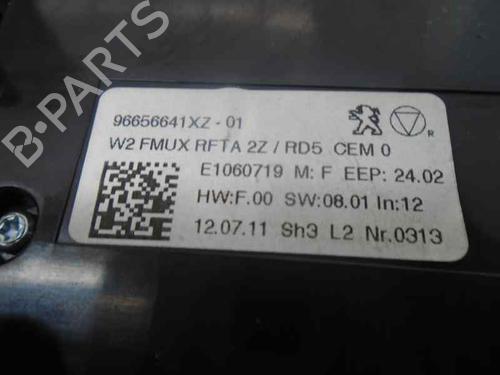 96656641XZ-01
W2 FMUX RFTA 2Z / RD5 CEM 0
R
E1060719 M: F EEP: 24.02
HW:F.00 SW:08.01 In:12
12.07.11 Sh3 L2 Nr.0313
B-PARTS